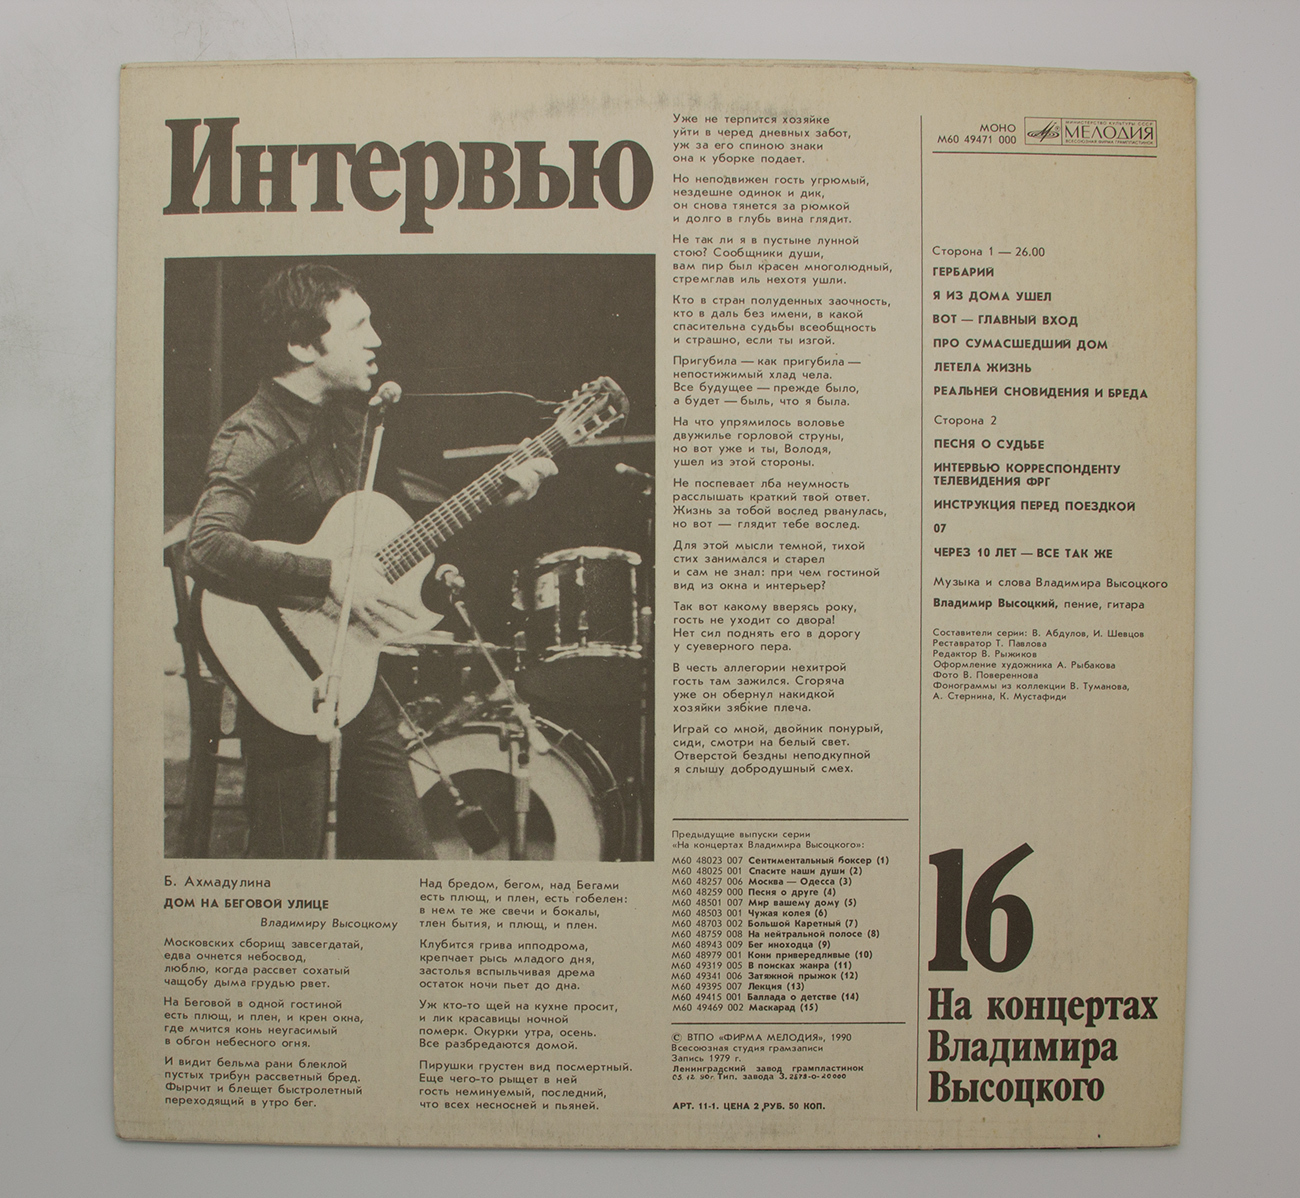 Интервью
Б. Ахмадулина
ДОМ НА БЕГОВОЙ УЛИЦЕ
Владимиру Высоцкому
Московских сборищ завсегдатай,
едва очнется небосвод,
люблю, когда рассвет сохатый
чащобу дыма грудью рвет.
На Беговой в одной гостиной
есть плющ, и плен, и крен окна,
где мчится конь неугасимый
в обгон небесного огня.
И видит бельма рани блеклой
пустых трибун рассветный бред.
Фырчит и блещет быстролетный
переходящий в утро бег.
Над бредом, бегом, над Бегами
есть плющ, и плен, есть гобелен:
в нем те же свечи и бокалы,
тлен бытия, и плющ, и плен.
Клубится грива ипподрома,
крепчает рысь младого дня,
застолья вспыльчивая дрема
остаток ночи пьет до дна.
Уж кто-то щей на кухне просит,
и лик красавицы ночной
померк. Окурки утра, осень.
Все разбредаются домой.
Пирушки грустен вид посмертный.
Еще чего-то рыщет в ней
гость неминуемый, последний,
что всех несносней и пьяней.
Уже не терпится хозяйке
уйти в черед дневных забот,
уж за его спиною знаки
она к уборке подает.
Но неподвижен гость угрюмый,
нездешне одинок и дик,
он снова тянется за рюмкой
и долго в глубь вина глядит.
Не так ли я в пустыне лунной
стою? Сообщники души,
вам пир был красен многолюдный,
стремглав иль нехотя ушли.
Кто в стран полуденных заочность,
кто в даль без имени, в какой
спасительна судьбы всеобщность
и страшно, если ты изгой.
Пригубила — как пригубила —
непостижимый хлад чела.
Все будущее — прежде было,
а будет — быль, что я была.
На что упрямилось воловье
двужилье горловой струны,
но вот уже и ты, Володя,
ушел из этой стороны.
Не поспевает лба неумность
расслышать краткий твой ответ.
Жизнь за тобой вослед рванулась,
но вот — глядит тебе вослед.
Для этой мысли темной, тихой
стих занимался и старел
и сам не знал: при чем гостиной
вид из окна и интерьер?
Так вот какому вверясь року,
гость не уходит со двора!
Нет сил поднять его в дорогу
у суеверного пера.
В честь аллегории нехитрой
гость там зажился. Сгоряча
уже он обернул накидкой
хозяйки зябкие плеча.
Играй со мной, двойник понурый,
сиди, смотри на белый свет.
Отверстой бездны неподкупной
я слышу добродушный смех.
Предыдущие выпуски серии
«На концертах Владимира Высоцкого»:
М60 48023 007 Сентиментальный боксер (1)
М60 48025 001 Спасите наши души (2)
М60 48257 006 Москва — Одесса (3)
М60 48259 000 Песня о друге (4)
М60 48501 007 Мир вашему дому (5)
М60 48503 001 Чужая колея (6)
М60 48703 002 Большой Каретный (7)
М60 48759 008 На нейтральной полосе (8)
М60 48943 009 Бег иноходца (9)
М60 48979 001 Кони привередливые (10)
М60 49319 005 В поисках жанра (11)
М60 49341 006 Затяжной прыжок (12)
М60 49395 007 Лекция (13)
М60 49415 001 Баллада о детстве (14)
М60 49469 002 Маскарад (15)
© ВТПО «ФИРМА МЕЛОДИЯ», 1990
Всесоюзная студия грамзаписи
Запись 1979 г.
Ленинградский завод грампластинок
05. 12. 90г. Тип. завода З. 2678-0-20000
АРТ. 11-1. ЦЕНА 2 РУБ. 50 КОП.
МОНО
М60 49471 000
МИНИСТЕРСТВО КУЛЬТУРЫ СССР
МЕЛОДИЯ
ВСЕСОЮЗНАЯ ФИРМА ГРАМПЛАСТИНОК
Сторона 1 — 26.00
ГЕРБАРИЙ
Я ИЗ ДОМА УШЕЛ
ВОТ — ГЛАВНЫЙ ВХОД
ПРО СУМАСШЕДШИЙ ДОМ
ЛЕТЕЛА ЖИЗНЬ
РЕАЛЬНЕЙ СНОВИДЕНИЯ И БРЕДА
Сторона 2
ПЕСНЯ О СУДЬБЕ
ИНТЕРВЬЮ КОРРЕСПОНДЕНТУ
ТЕЛЕВИДЕНИЯ ФРГ
ИНСТРУКЦИЯ ПЕРЕД ПОЕЗДКОЙ
07
ЧЕРЕЗ 10 ЛЕТ — ВСЕ ТАК ЖЕ
Музыка и слова Владимира Высоцкого
Владимир Высоцкий, пение, гитара
Составители серии: В. Абдулов, И. Шевцов
Реставратор Т. Павлова
Редактор В. Рыжиков
Оформление художника А. Рыбакова
Фото В. Повереннова
Фонограммы из коллекции В. Туманова,
А. Стернина, К. Мустафиди
16
На концертах
Владимира
Высоцкого